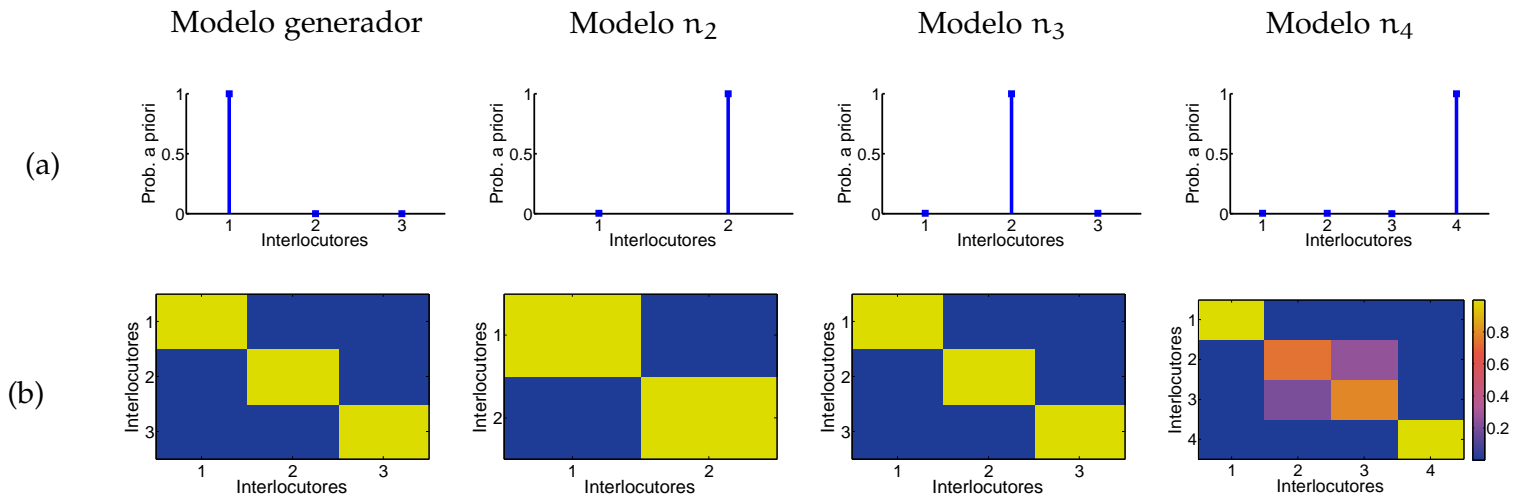 Modelo generador
Modelo n2
Modelo n3
Modelo n4
(a)
Prob. a priori
1
0.5
0
1 2 3
Interlocutores
Prob. a priori
1
0.5
0
1 2
Interlocutores
Prob. a priori
1
0.5
0
1 2 3
Interlocutores
Prob. a priori
1
0.5
0
1 2 3 4
Interlocutores
(b)
Interlocutores
1
2
3
1 2 3
Interlocutores
Interlocutores
1
2
1 2
Interlocutores
Interlocutores
1
2
3
1 2 3
Interlocutores
Interlocutores
1
2
3
4
1 2 3 4
Interlocutores
0.8
0.6
0.4
0.2